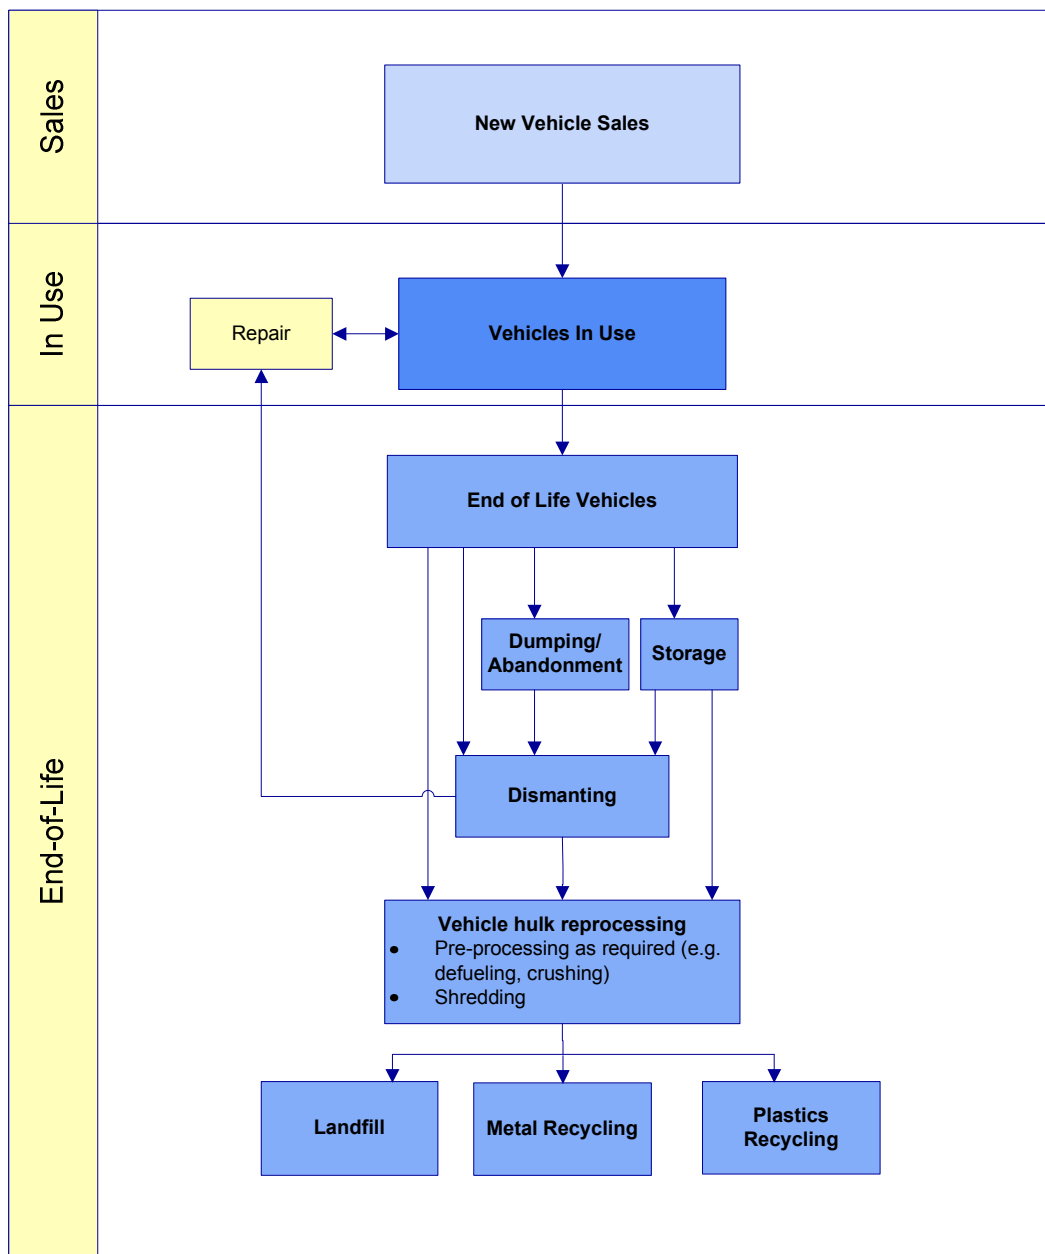 Sales
New Vehicle Sales
In Use
Repair
Vehicles In Use
End-of-Life
End of Life Vehicles
Dumping/
Abandonment
Storage
Dismanting
Vehicle hulk reprocessing
• Pre-processing as required (e.g.
defueling, crushing)
• Shredding
Landfill
Metal Recycling
Plastics
Recycling